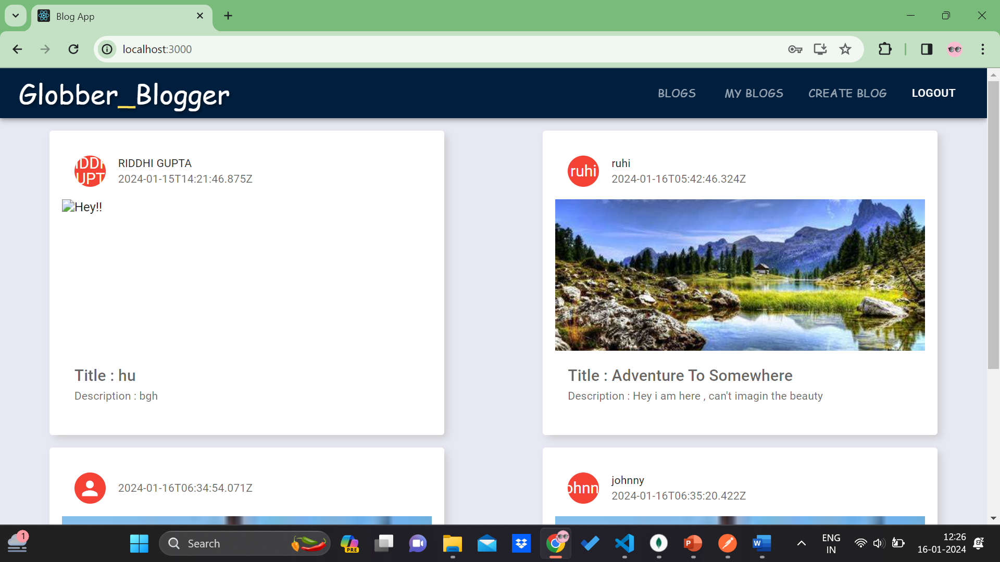 Blog App
localhost:3000
Globber_Blogger
BLOGS MY BLOGS CREATE BLOG LOGOUT
RIDDHI GUPTA
2024-01-15T14:21:46.875Z
Hey!!
Title : hu
Description : bgh
ruhi
ruhi
2024-01-16T05:42:46.324Z
Title : Adventure To Somewhere
Description : Hey i am here , can't imagin the beauty
2024-01-16T06:34:54.071Z
johnny
2024-01-16T06:35:20.422Z
1
Search
PRE
P
W
ENG
IN
12:26
16-01-2024